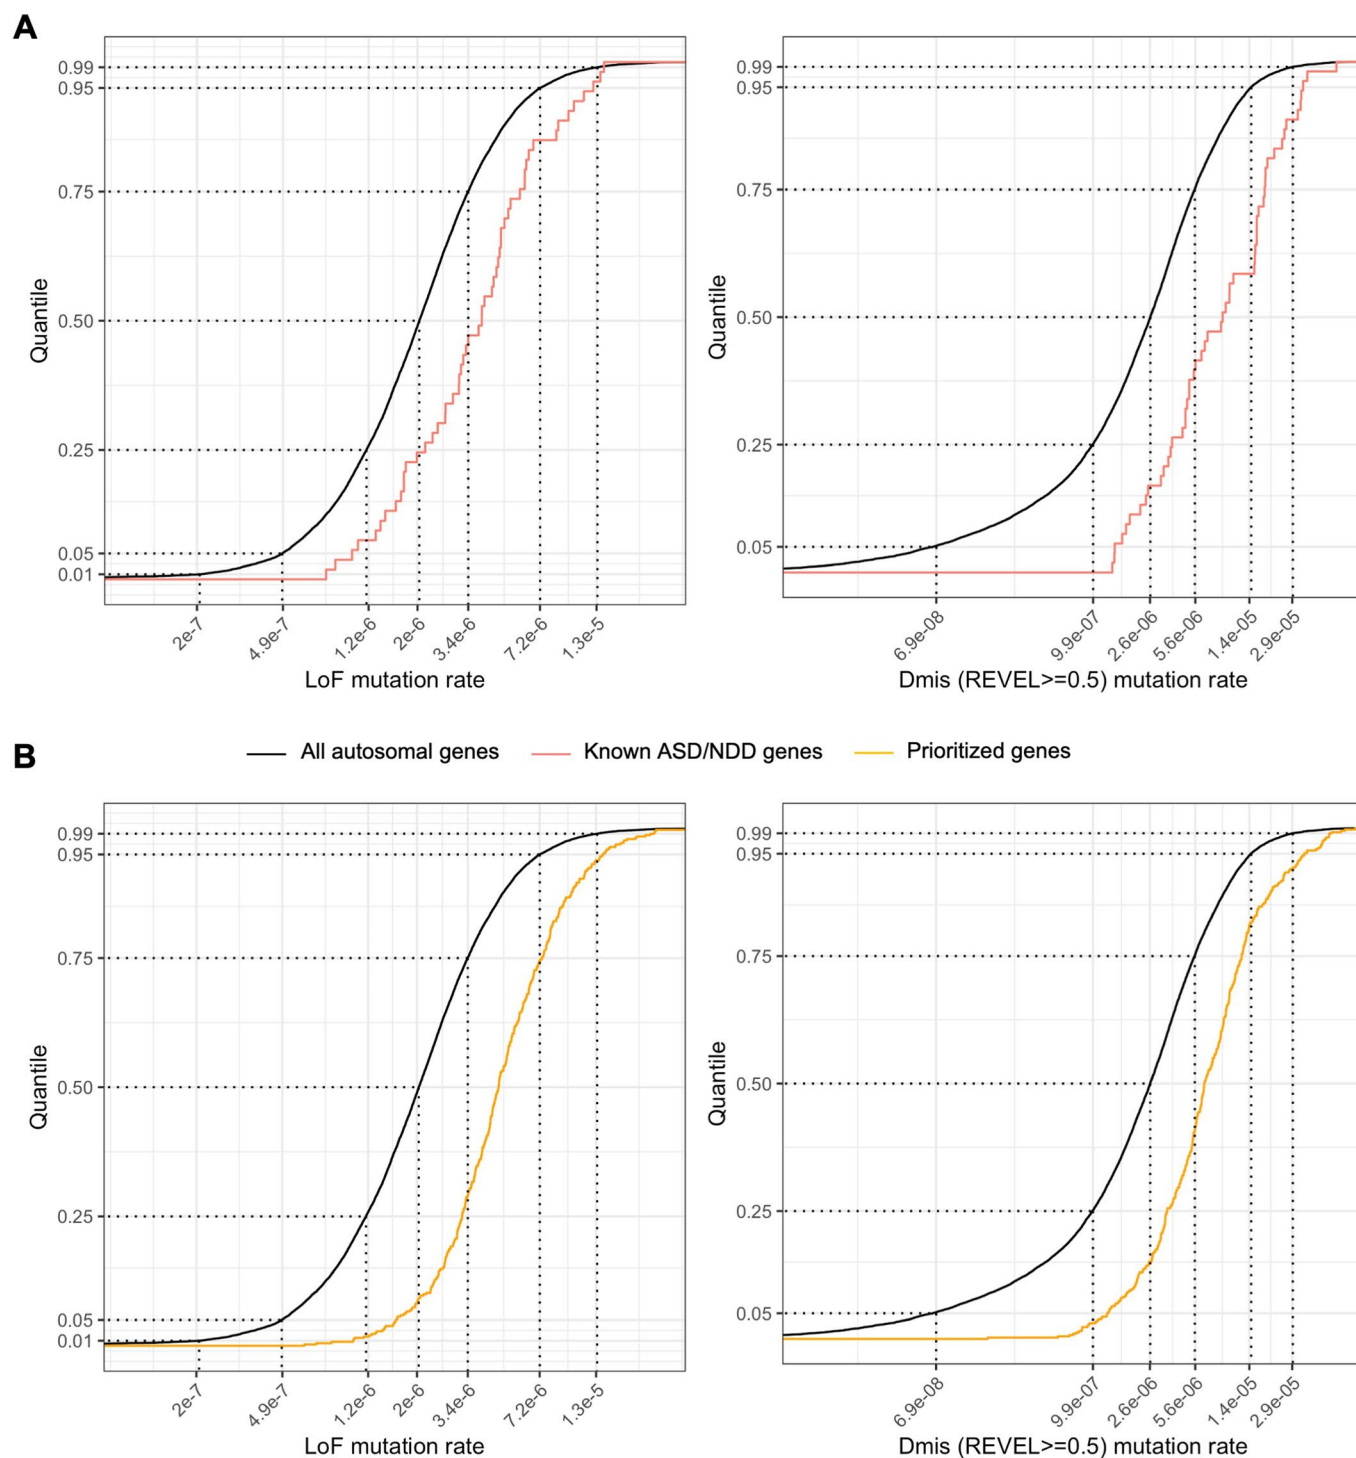 A
0.99
0.95
0.75
0.50
0.25
0.05
0.01
Quantile
2e-7
4.9e-7
1.2e-6
2e-6
3.4e-6
7.2e-6
1.3e-5
LoF mutation rate
0.99
0.95
0.75
0.50
0.25
0.05
Quantile
6.9e-08
9.9e-07
2.6e-06
5.6e-06
1.4e-05
2.9e-05
Dmis (REVEL>=0.5) mutation rate
B
All autosomal genes
Known ASD/NDD genes
Prioritized genes
0.99
0.95
0.75
0.50
0.25
0.05
0.01
Quantile
2e-7
4.9e-7
1.2e-6
2e-6
3.4e-6
7.2e-6
1.3e-5
LoF mutation rate
0.99
0.95
0.75
0.50
0.25
0.05
Quantile
6.9e-08
9.9e-07
2.6e-06
5.6e-06
1.4e-05
2.9e-05
Dmis (REVEL>=0.5) mutation rate